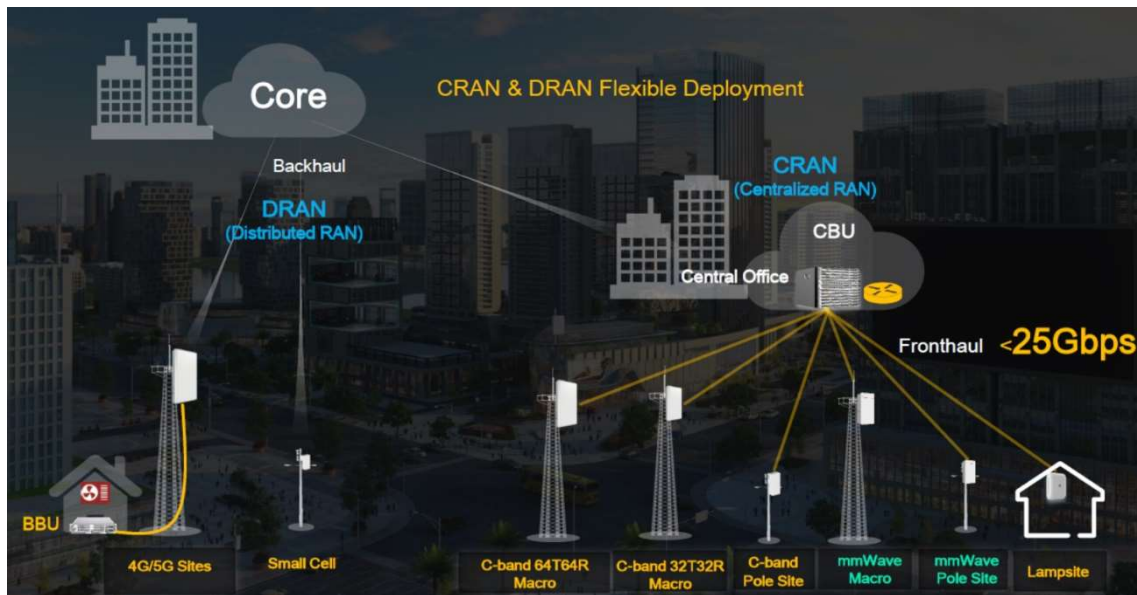 Core
CRAN & DRAN Flexible Deployment
Backhaul
CRAN
(Centralized RAN)
DRAN
(Distributed RAN)
CBU
Central Office
Fronthaul <25Gbps
BBU
4G/5G Sites
Small Cell
C-band 64T64R
Macro
C-band 32T32R
Macro
C-band
Pole Site
mmWave
Macro
mmWave
Pole Site
Lampsite